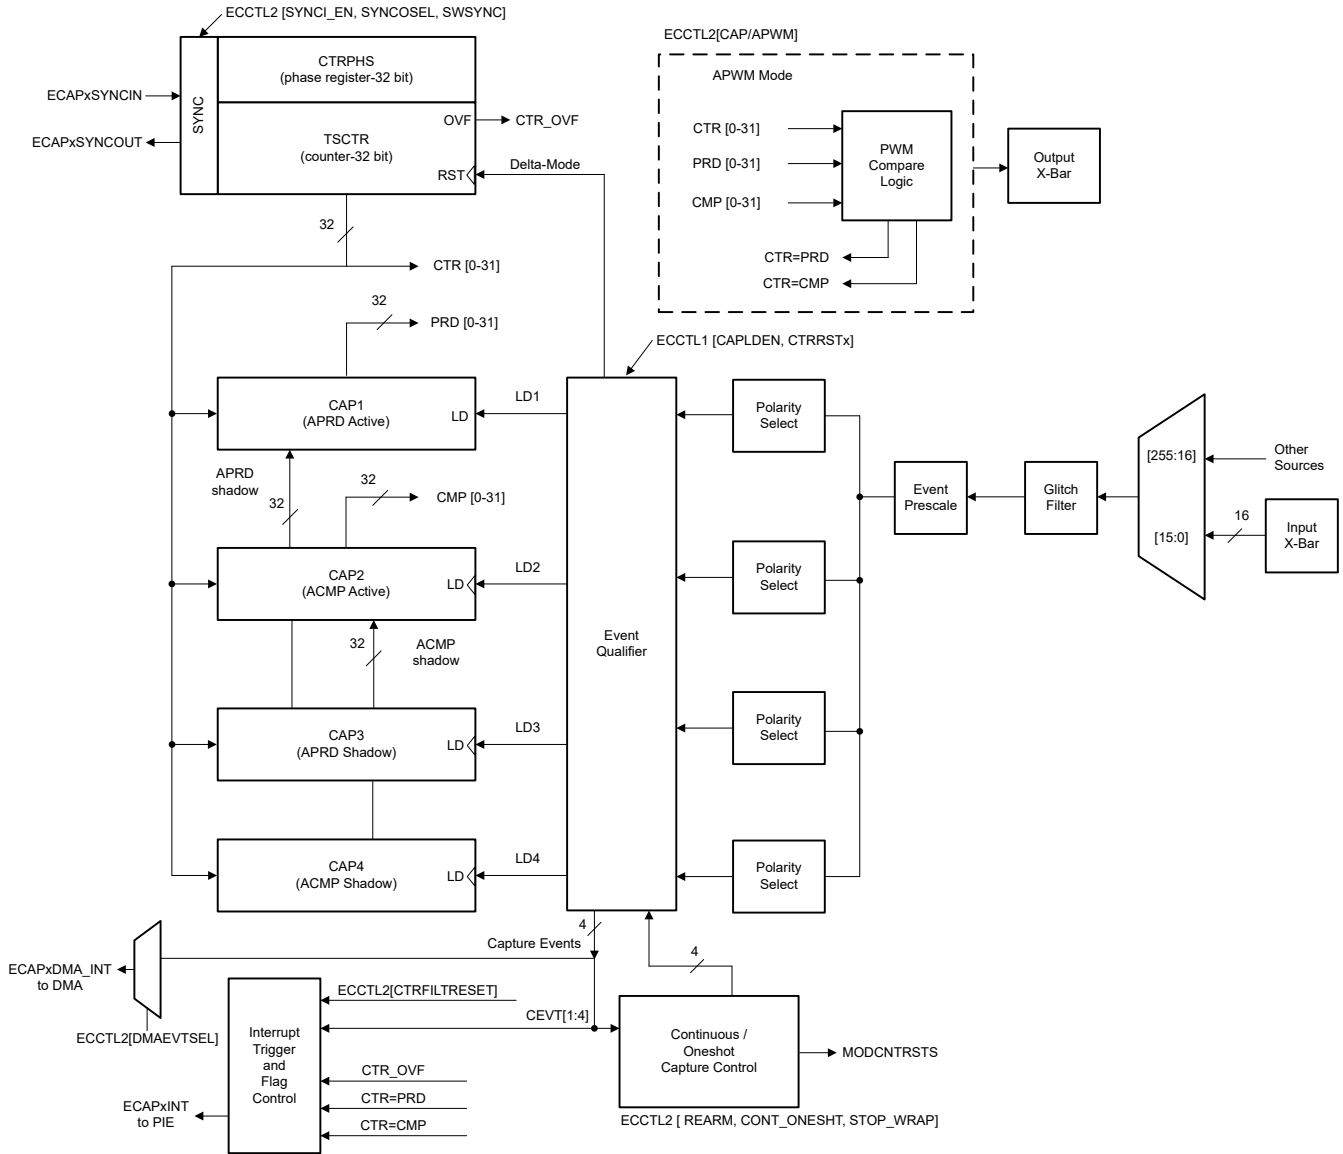 ECCTL2 [SYNCI_EN, SYNCOSEL, SWSYNC]
SYNC
CTRPHS
(phase register-32 bit)
ECAPxSYNCIN
ECAPxSYNCOUT
TSCTR
(counter-32 bit)
OVF
CTR_OVF
RST
Delta-Mode
32
CTR [0-31]
32
PRD [0-31]
ECCTL2[CAP/APWM]
APWM Mode
CTR [0-31]
PRD [0-31]
CMP [0-31]
PWM
Compare
Logic
CTR=PRD
CTR=CMP
Output
X-Bar
ECCTL1 [CAPLDEN, CTRRSTx]
CAP1
(APRD Active)
LD
LD1
APRD
shadow
32
32
CMP [0-31]
CAP2
(ACMP Active)
LD
LD2
32
ACMP
shadow
CAP3
(APRD Shadow)
LD
LD3
CAP4
(ACMP Shadow)
LD
LD4
Event
Qualifier
Polarity
Select
Polarity
Select
Polarity
Select
Polarity
Select
Event
Prescale
Glitch
Filter
[255:16]
[15:0]
Other
Sources
16
Input
X-Bar
4
Capture Events
4
ECAPxDMA_INT
to DMA
ECCTL2[DMAEVTSEL]
ECCTL2[CTRFILTRESET]
CEVT[1:4]
Interrupt
Trigger
and
Flag
Control
CTR_OVF
CTR=PRD
CTR=CMP
ECAPxINT
to PIE
Continuous /
Oneshot
Capture Control
MODCNTRSTS
ECCTL2 [ REARM, CONT_ONESHT, STOP_WRAP]